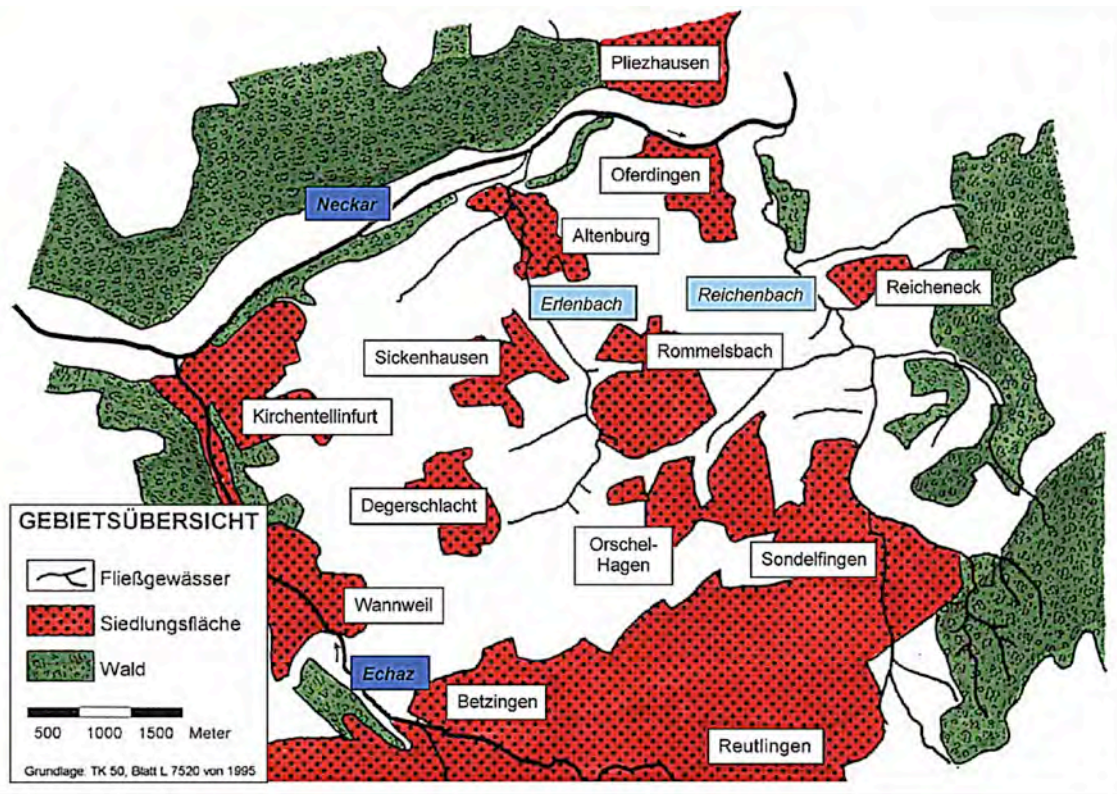 Pliezhausen
Oferdingen
Neckar
Altenburg
Erlenbach
Reichenbach
Reicheneck
Sickenhausen
Rommelsbach
Kirchentellinfurt
Degerschlacht
Orschel-
Hagen
Sondelfingen
Wannweil
Echaz
Betzingen
Reutlingen
GEBIETSÜBERSICHT
Fließgewässer
Siedlungsfläche
Wald
500 1000 1500 Meter
Grundlage: TK 50, Blatt L 7520 von 1995